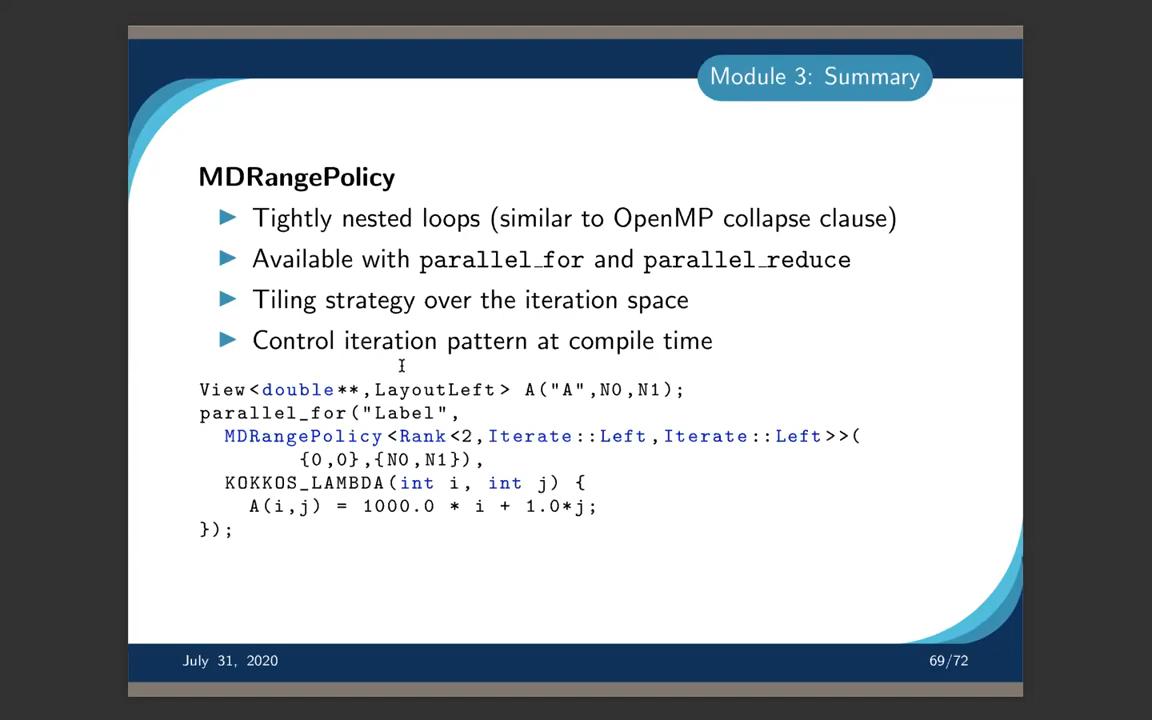 Module 3: Summary
MDRangePolicy
▶ Tightly nested loops (similar to OpenMP collapse clause)
▶ Available with parallel_for and parallel_reduce
▶ Tiling strategy over the iteration space
▶ Control iteration pattern at compile time
View<double**,LayoutLeft> A("A",N0,N1);
parallel_for("Label",
MDRangePolicy<Rank<2,Iterate::Left,Iterate::Left>>(
{0,0},{N0,N1}),
KOKKOS_LAMBDA(int i, int j) {
A(i,j) = 1000.0 * i + 1.0*j;
});
July 31, 2020
69/72